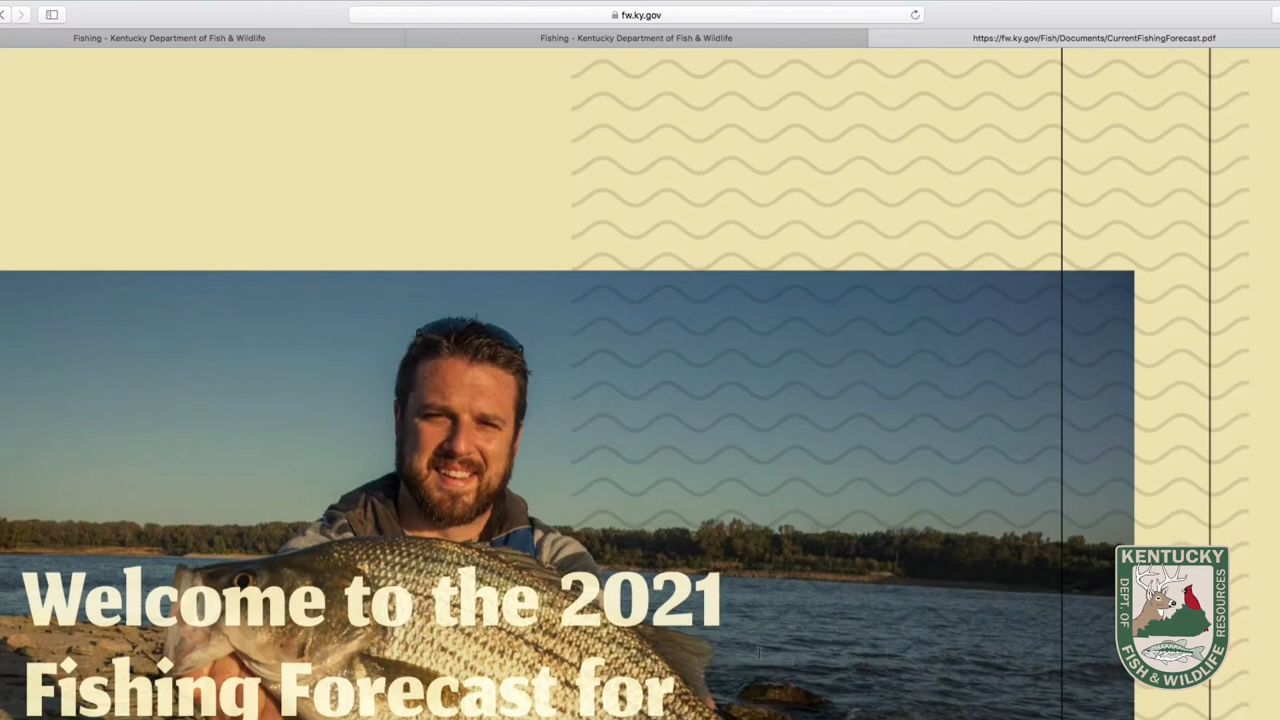 fw.ky.gov
Fishing - Kentucky Department of Fish & Wildlife
Fishing - Kentucky Department of Fish & Wildlife
https://fw.ky.gov/Fish/Documents/CurrentFishingForecast.pdf
Welcome to the 2021
Fishing Forecast for
KENTUCKY
DEPT. OF
FISH & WILDLIFE
RESOURCES